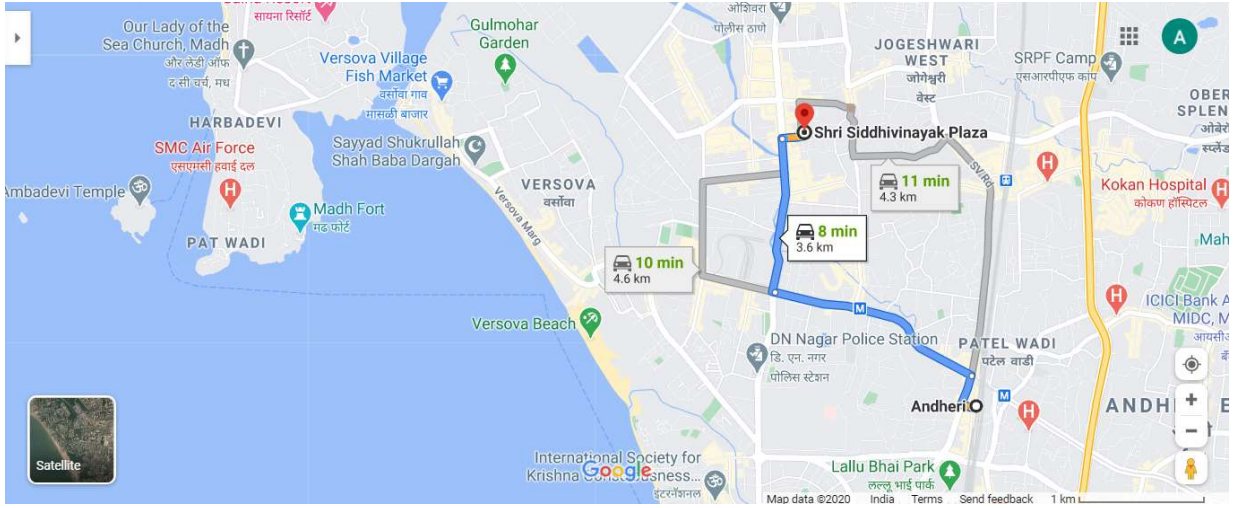 सायना रिसॉर्ट
Our Lady of the
Sea Church, Madh
और लेडी ऑफ
द सी चर्च, मध
Gulmohar
Garden
Versova Village
Fish Market
वर्सोवा गाव
मासळी बाजार
ओशिवरा
पोलीस ठाणे
JOGESHWARI
WEST
जोगेश्वरी
वेस्ट
SRPF Camp
एसआरपीएफ कांप
A
OBER
SPLEN
ओबेरॉ
स्प्लेंड
HARBADEVI
SMC Air Force
एसएमसी हवाई दल
H
Sayyad Shukrullah
Shah Baba Dargah
Shri Siddhivinayak Plaza
Ambadevi Temple
Madh Fort
मढ फोर्ट
PAT WADI
VERSOVA
वर्सोवा
Versova Marg
11 min
4.3 km
SV Rd
H
Kokan Hospital
कोकण हॉस्पिटल
H
8 min
3.6 km
10 min
4.6 km
Mah
H
ICICI Bank A
MIDC, M
आयसीआ
M
Versova Beach
DN Nagar Police Station
डि. एन. नगर
पोलिस स्टेशन
PATEL WADI
पटेल वाडी
Andheri
M
H
ANDH
E
+
−
Satellite
International Society for
Krishna Consciousness...
इंटरनॅशनल
Google
Lallu Bhai Park
लल्लू भाई पार्क
Map data ©2020 India Terms Send feedback 1 km